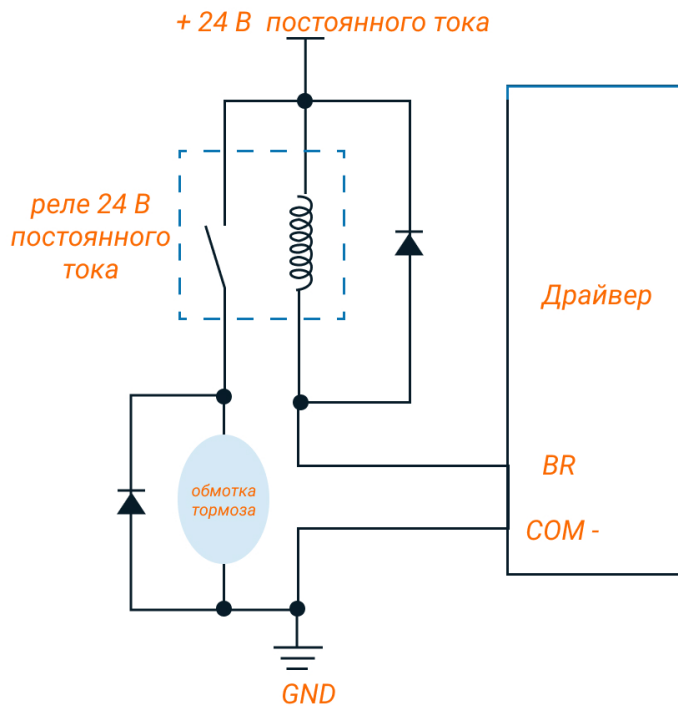 + 24 В постоянного тока
реле 24 В
постоянного
тока
Драйвер
обмотка
тормоза
BR
COM -
GND